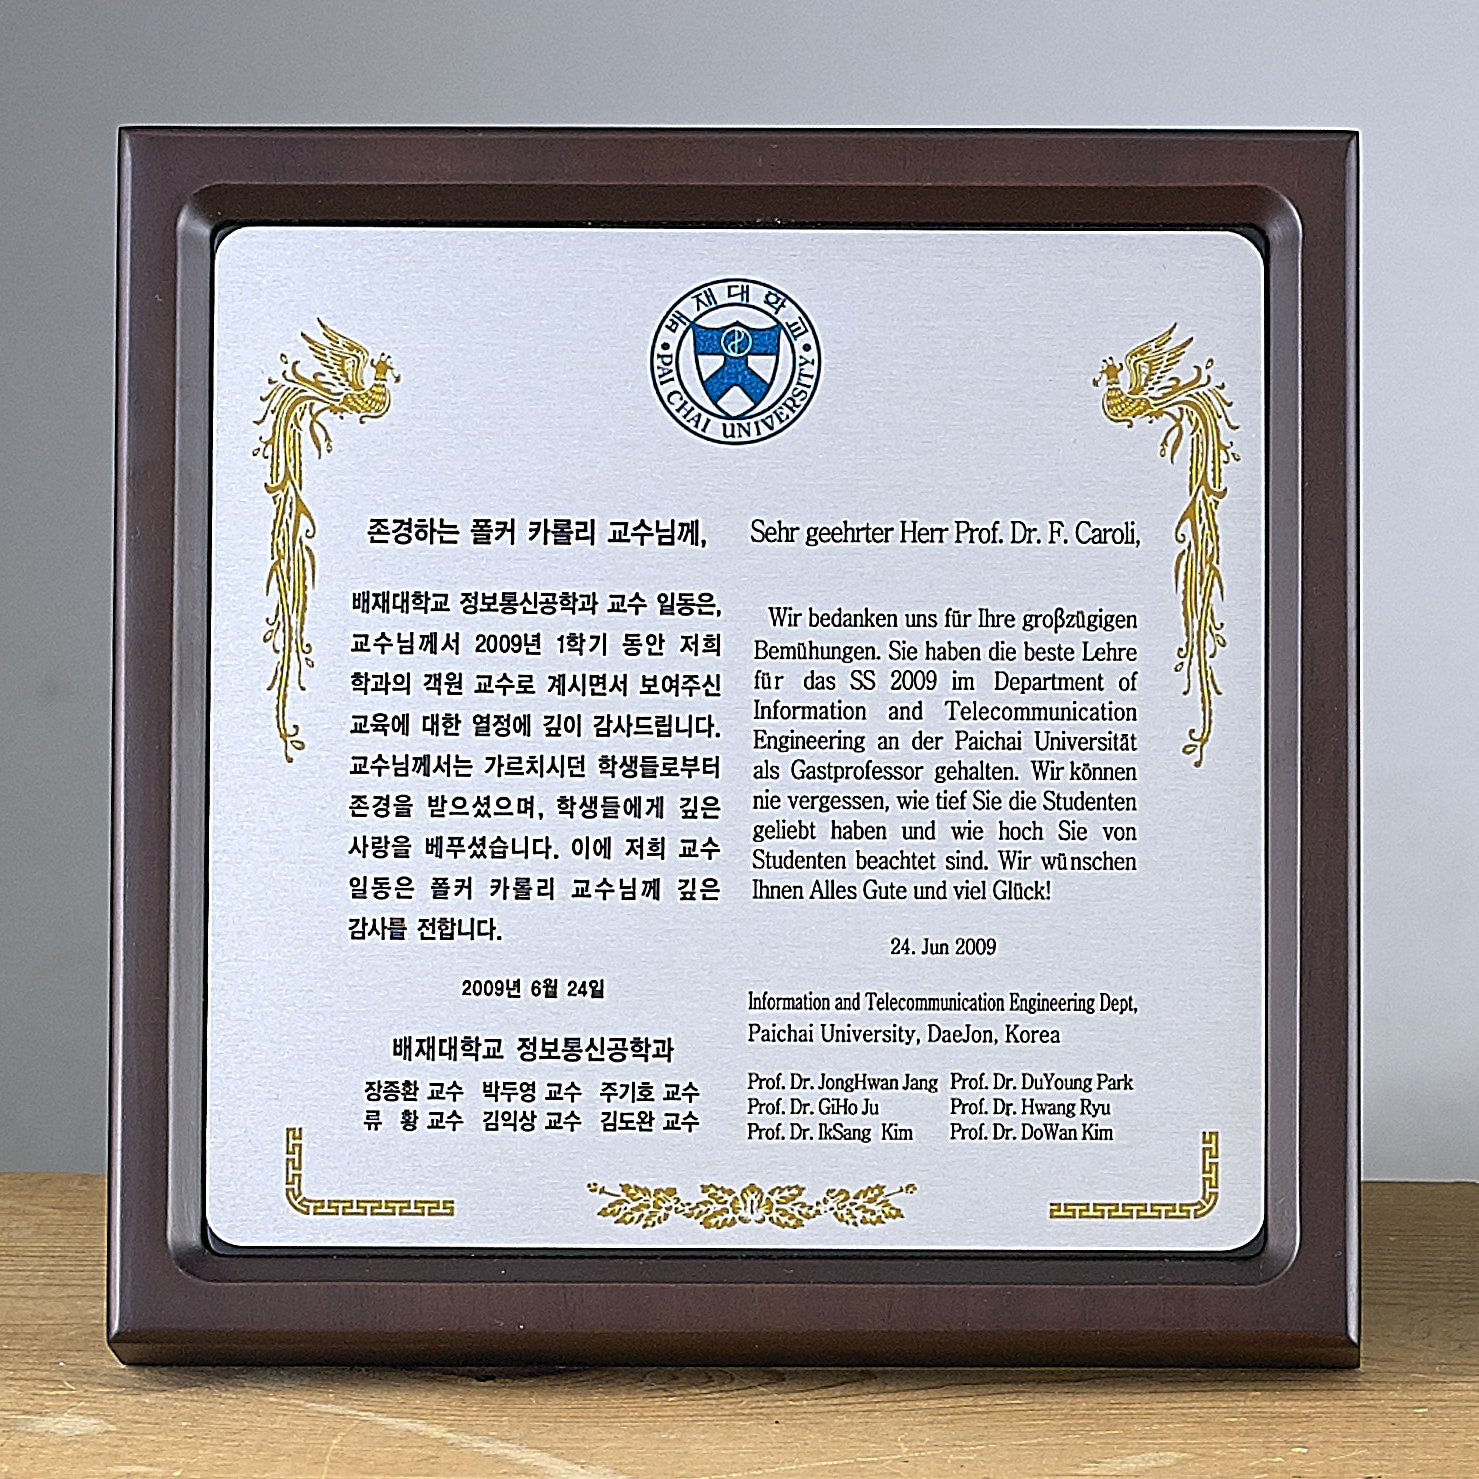 배재대학교
PAI CHAI UNIVERSITY
존경하는 폴커 카롤리 교수님께,
배재대학교 정보통신공학과 교수 일동은,
교수님께서 2009년 1학기 동안 저희
학과의 객원 교수로 계시면서 보여주신
교육에 대한 열정에 깊이 감사드립니다.
교수님께서는 가르치시던 학생들로부터
존경을 받으셨으며, 학생들에게 깊은
사랑을 베푸셨습니다. 이에 저희 교수
일동은 폴커 카롤리 교수님께 깊은
감사를 전합니다.
2009년 6월 24일
배재대학교 정보통신공학과
장종환 교수 박두영 교수 주기호 교수
류 황 교수 김익상 교수 김도완 교수
Sehr geehrter Herr Prof. Dr. F. Caroli,
Wir bedanken uns für Ihre groβzügigen
Bemühungen. Sie haben die beste Lehre
für das SS 2009 im Department of
Information and Telecommunication
Engineering an der Paichai Universität
als Gastprofessor gehalten. Wir können
nie vergessen, wie tief Sie die Studenten
geliebt haben und wie hoch Sie von
Studenten beachtet sind. Wir wünschen
Ihnen Alles Gute und viel Glück!
24. Jun 2009
Information and Telecommunication Engineering Dept,
Paichai University, DaeJon, Korea
Prof. Dr. JongHwan Jang Prof. Dr. DuYoung Park
Prof. Dr. GiHo Ju Prof. Dr. Hwang Ryu
Prof. Dr. IkSang Kim Prof. Dr. DoWan Kim